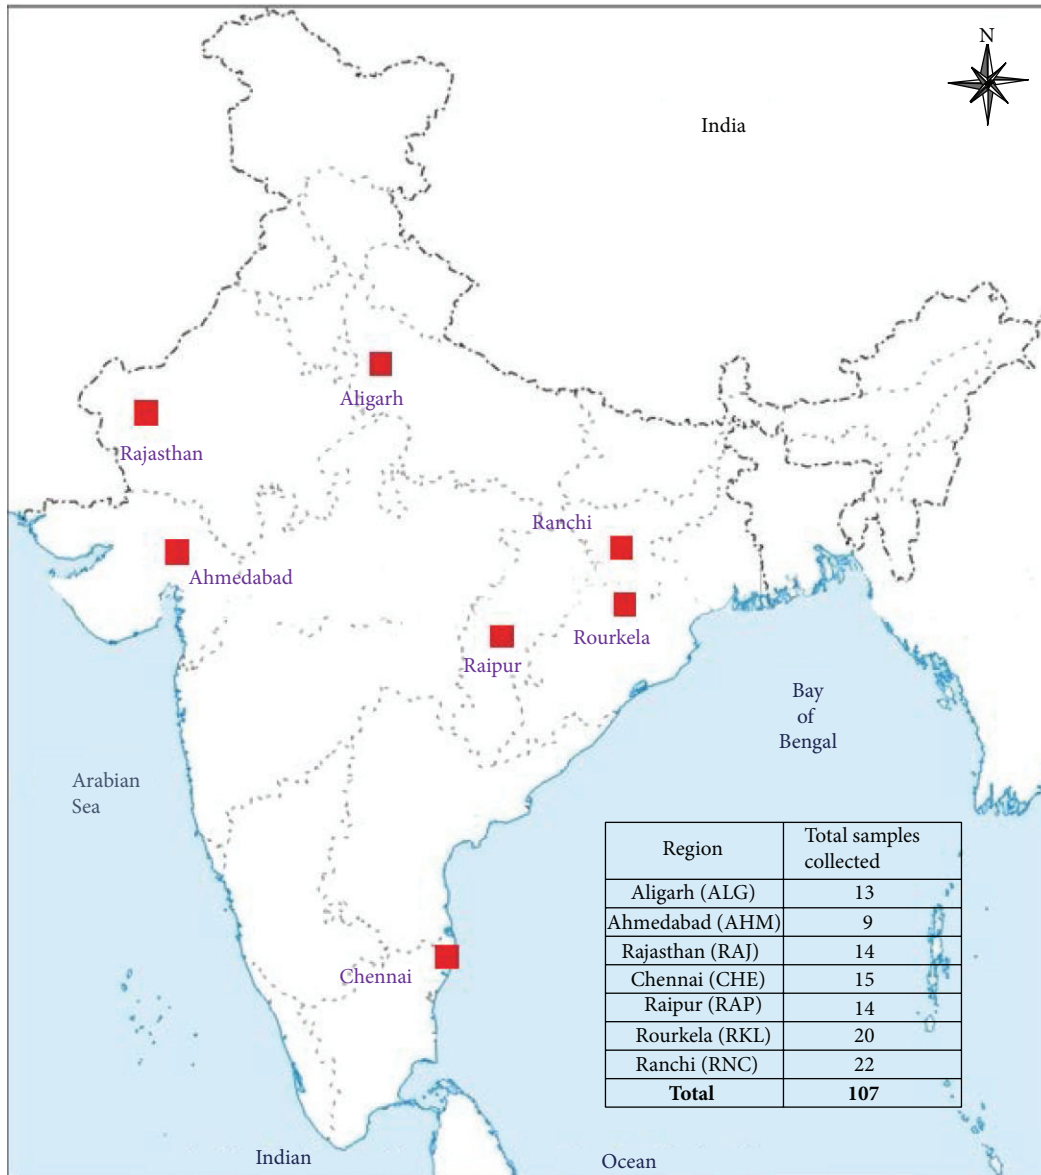 N
India
Aligarh
Rajasthan
Ranchi
Ahmedabad
Rourkela
Raipur
Bay
of
Bengal
Arabian
Sea
Region Total samples
collected
Aligarh (ALG) 13
Ahmedabad (AHM) 9
Rajasthan (RAJ) 14
Chennai (CHE) 15
Raipur (RAP) 14
Rourkela (RKL) 20
Ranchi (RNC) 22
Total 107
Chennai
Indian
Ocean